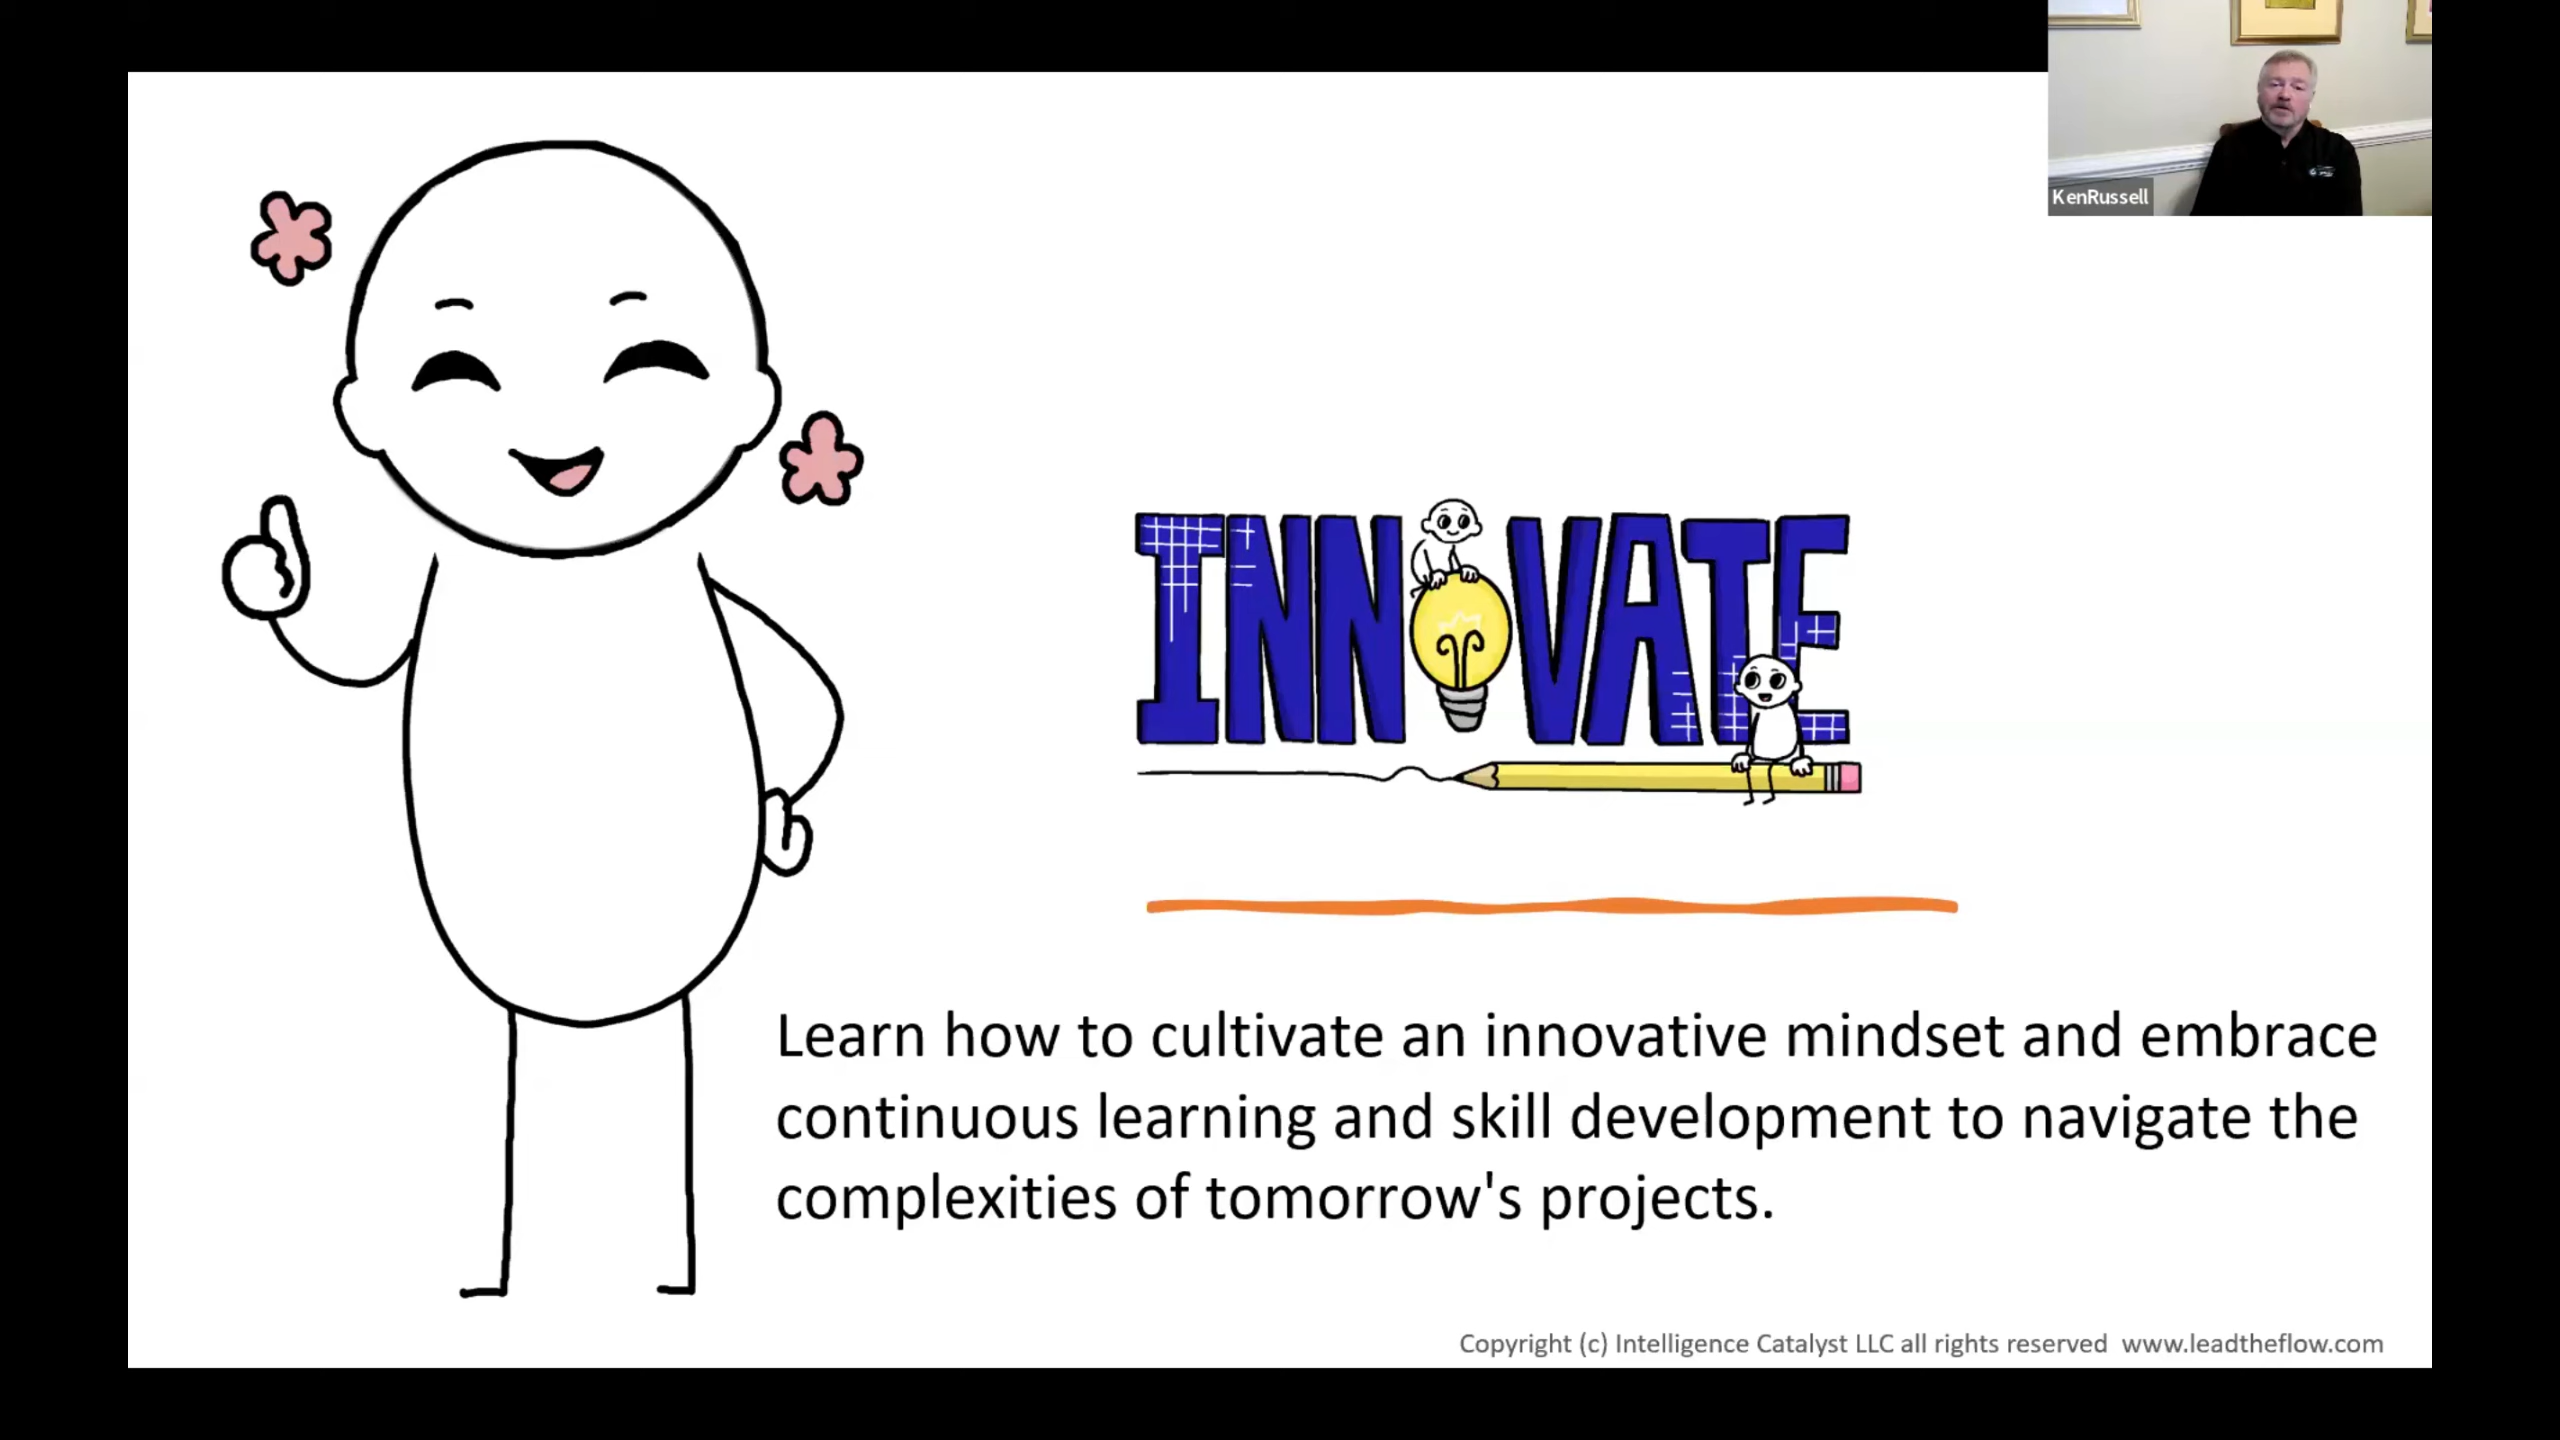 KenRussell
INNOVATE
Learn how to cultivate an innovative mindset and embrace
continuous learning and skill development to navigate the
complexities of tomorrow's projects.
Copyright (c) Intelligence Catalyst LLC all rights reserved  www.leadtheflow.com